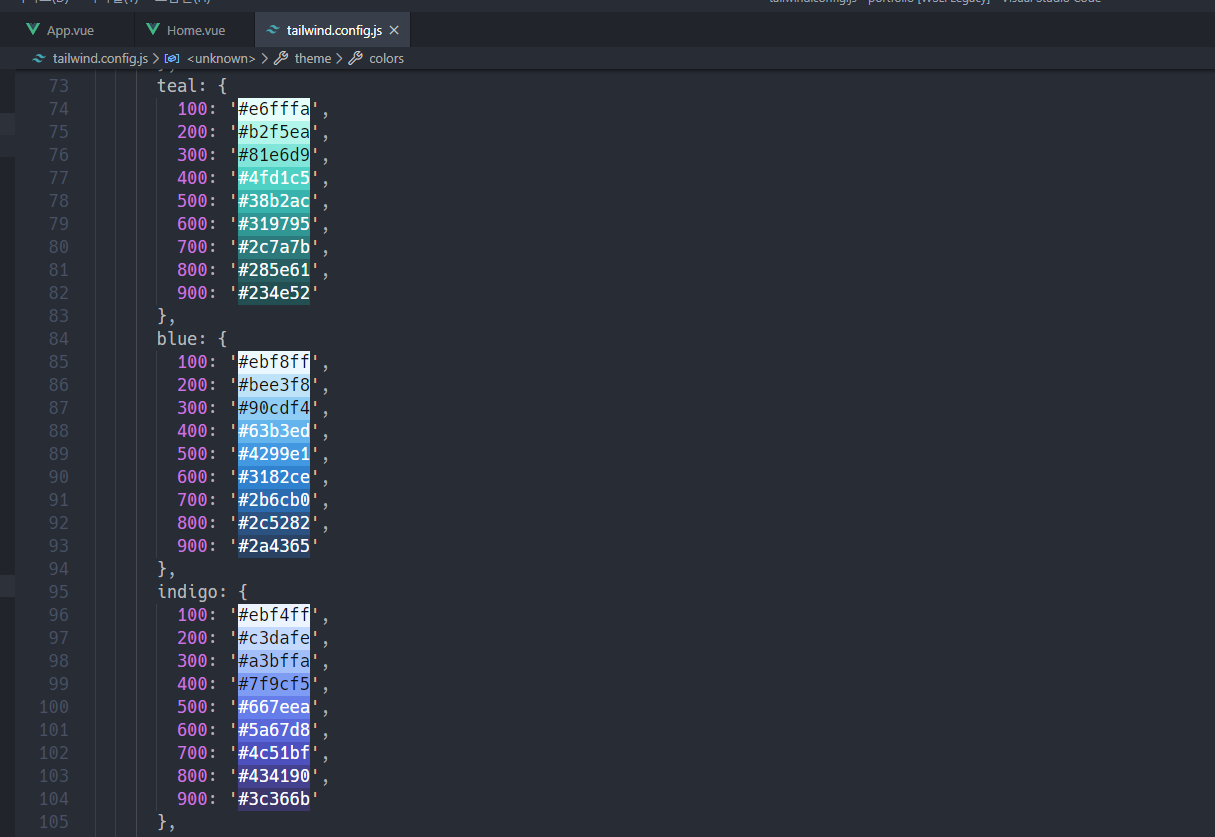 tailwind.config.js - portfolio [WSL: Legacy] - Visual Studio Code
App.vue
Home.vue
tailwind.config.js
tailwind.config.js > <unknown> > theme > colors
73 teal: {
74 100: '#e6fffa',
75 200: '#b2f5ea',
76 300: '#81e6d9',
77 400: '#4fd1c5',
78 500: '#38b2ac',
79 600: '#319795',
80 700: '#2c7a7b',
81 800: '#285e61',
82 900: '#234e52'
83 },
84 blue: {
85 100: '#ebf8ff',
86 200: '#bee3f8',
87 300: '#90cdf4',
88 400: '#63b3ed',
89 500: '#4299e1',
90 600: '#3182ce',
91 700: '#2b6cb0',
92 800: '#2c5282',
93 900: '#2a4365'
94 },
95 indigo: {
96 100: '#ebf4ff',
97 200: '#c3dafe',
98 300: '#a3bffa',
99 400: '#7f9cf5',
100 500: '#667eea',
101 600: '#5a67d8',
102 700: '#4c51bf',
103 800: '#434190',
104 900: '#3c366b'
105 },